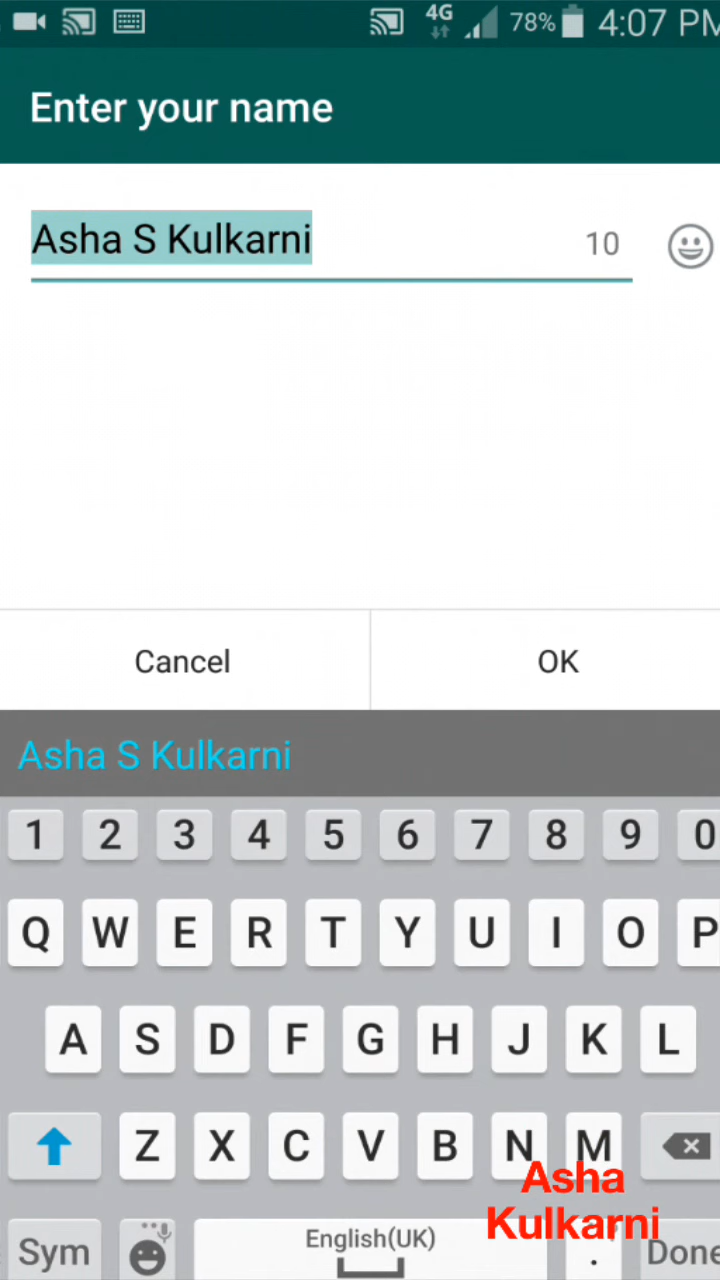 4G 78% 4:07 PM
Enter your name
Asha S Kulkarni 10
Cancel OK
Asha S Kulkarni
1 2 3 4 5 6 7 8 9 0
Q W E R T Y U I O P
A S D F G H J K L
Z X C V B N M
Asha
Kulkarni
Sym English(UK) . Done